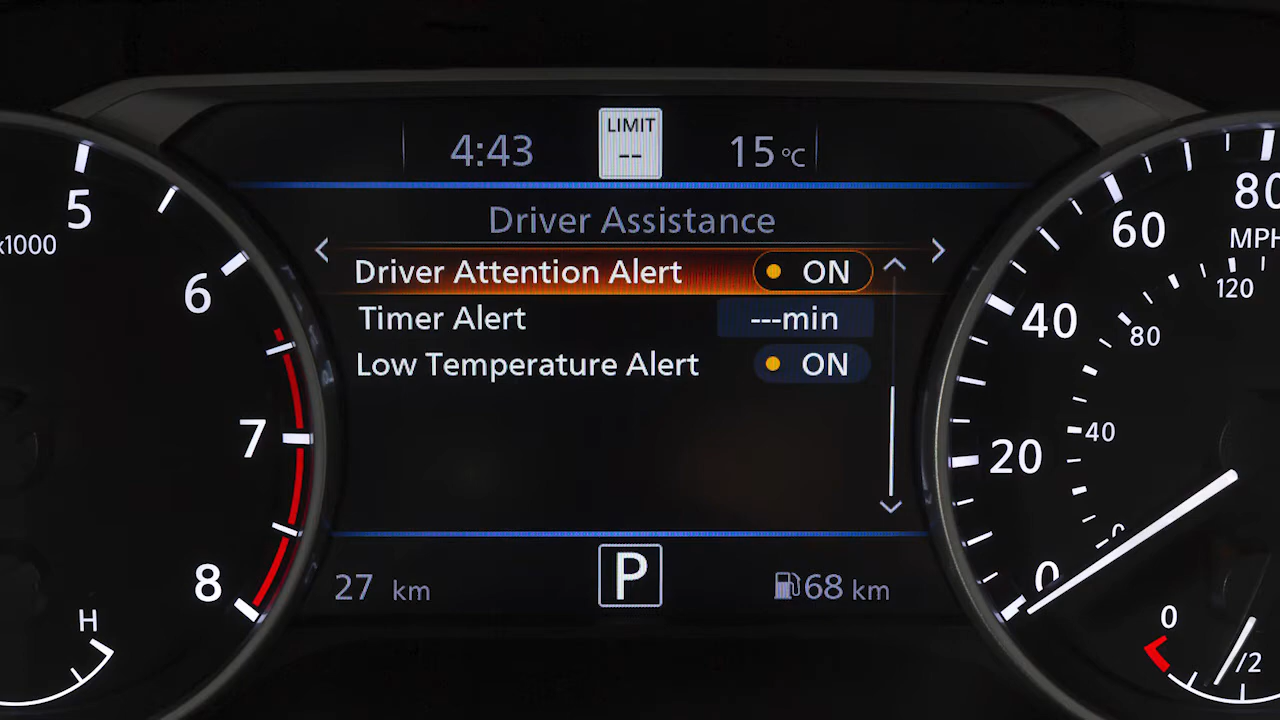 LIMIT
4:43 -- 15 °C
Driver Assistance
Driver Attention Alert ON
Timer Alert ---min
Low Temperature Alert ON
P
27 km 68 km
5
x1000
6
7
8
H
80
60
MPH
120
40
80
20
40
0
0
0
/2